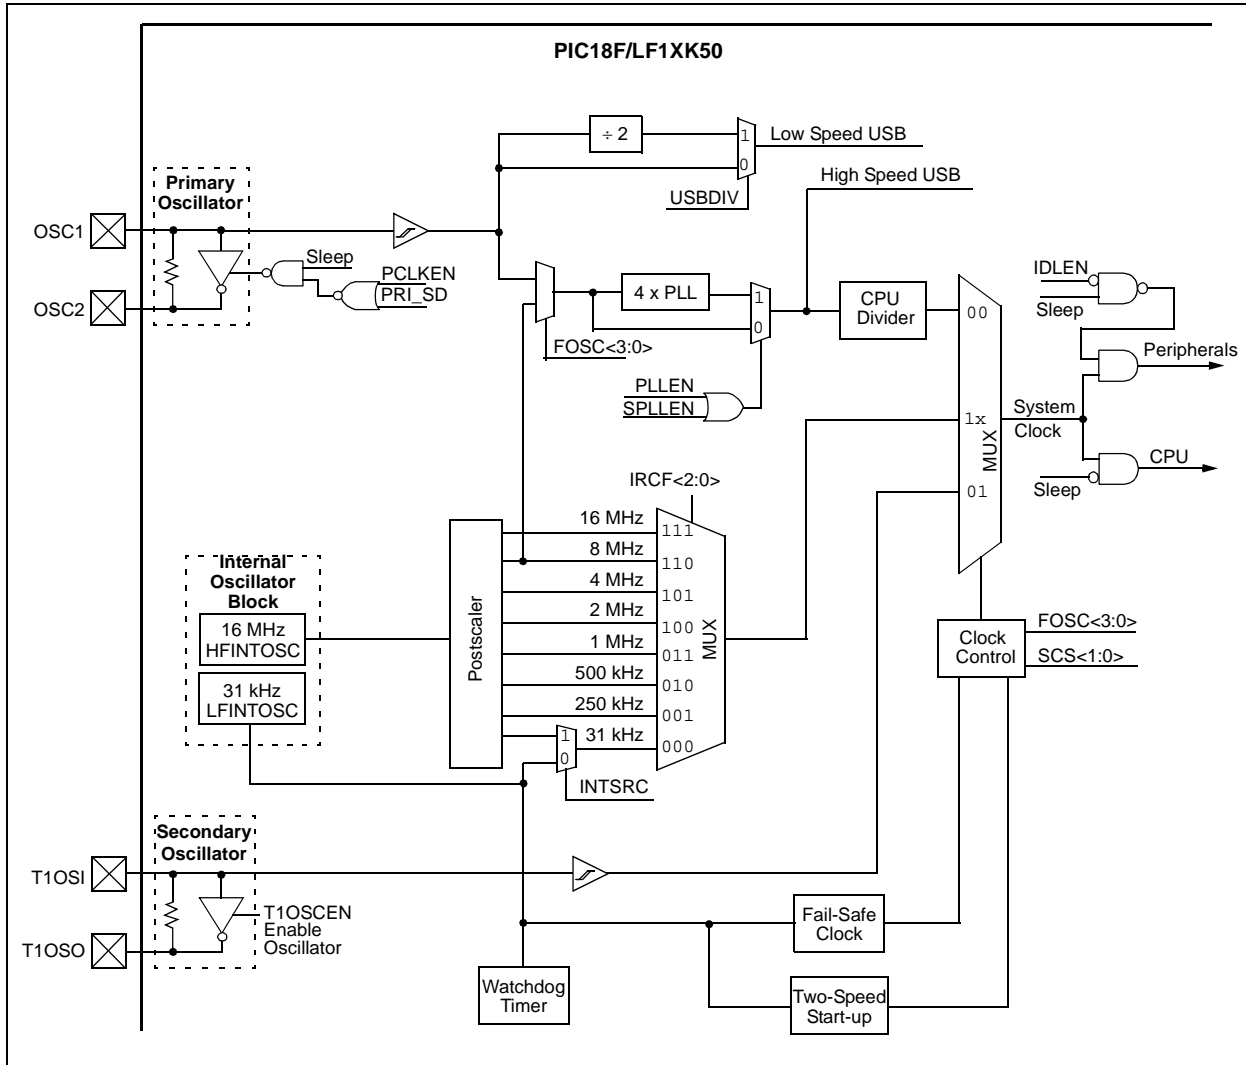 PIC18F/LF1XK50
÷ 2
1
0
Low Speed USB
USBDIV
High Speed USB
Primary
Oscillator
OSC1
OSC2
Sleep
PCLKEN
PRI_SD
4 x PLL
1
0
FOSC<3:0>
PLLEN
SPLLEN
CPU
Divider
00
1x
01
MUX
System
Clock
IDLEN
Sleep
Peripherals
CPU
Sleep
IRCF<2:0>
Internal
Oscillator
Block
16 MHz
HFINTOSC
31 kHz
LFINTOSC
Postscaler
16 MHz
8 MHz
4 MHz
2 MHz
1 MHz
500 kHz
250 kHz
31 kHz
111
110
101
100
011
010
001
000
MUX
1
0
INTSRC
Clock
Control
FOSC<3:0>
SCS<1:0>
Secondary
Oscillator
T1OSI
T1OSO
T1OSCEN
Enable
Oscillator
Fail-Safe
Clock
Watchdog
Timer
Two-Speed
Start-up